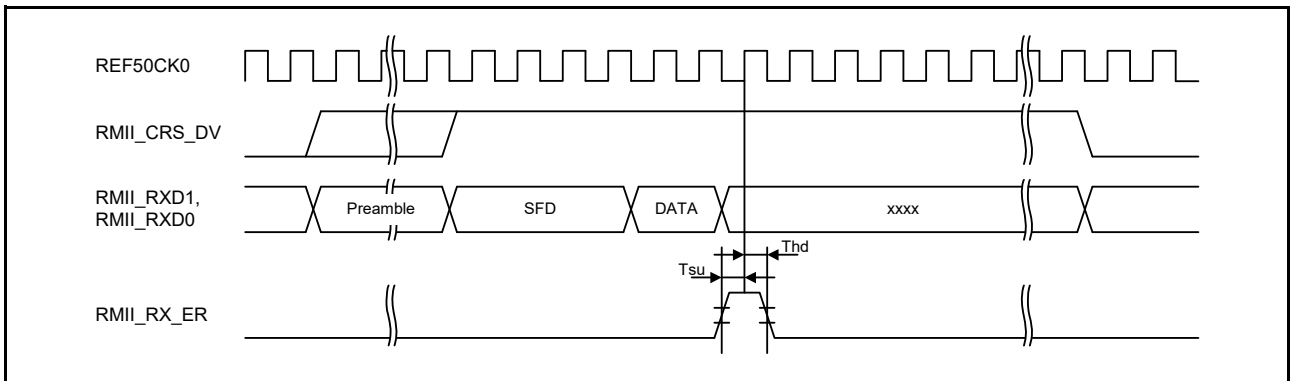 REF50CK0
RMII_CRS_DV
RMII_RXD1,
RMII_RXD0
Preamble
SFD
DATA
xxxx
Thd
Tsu
RMII_RX_ER